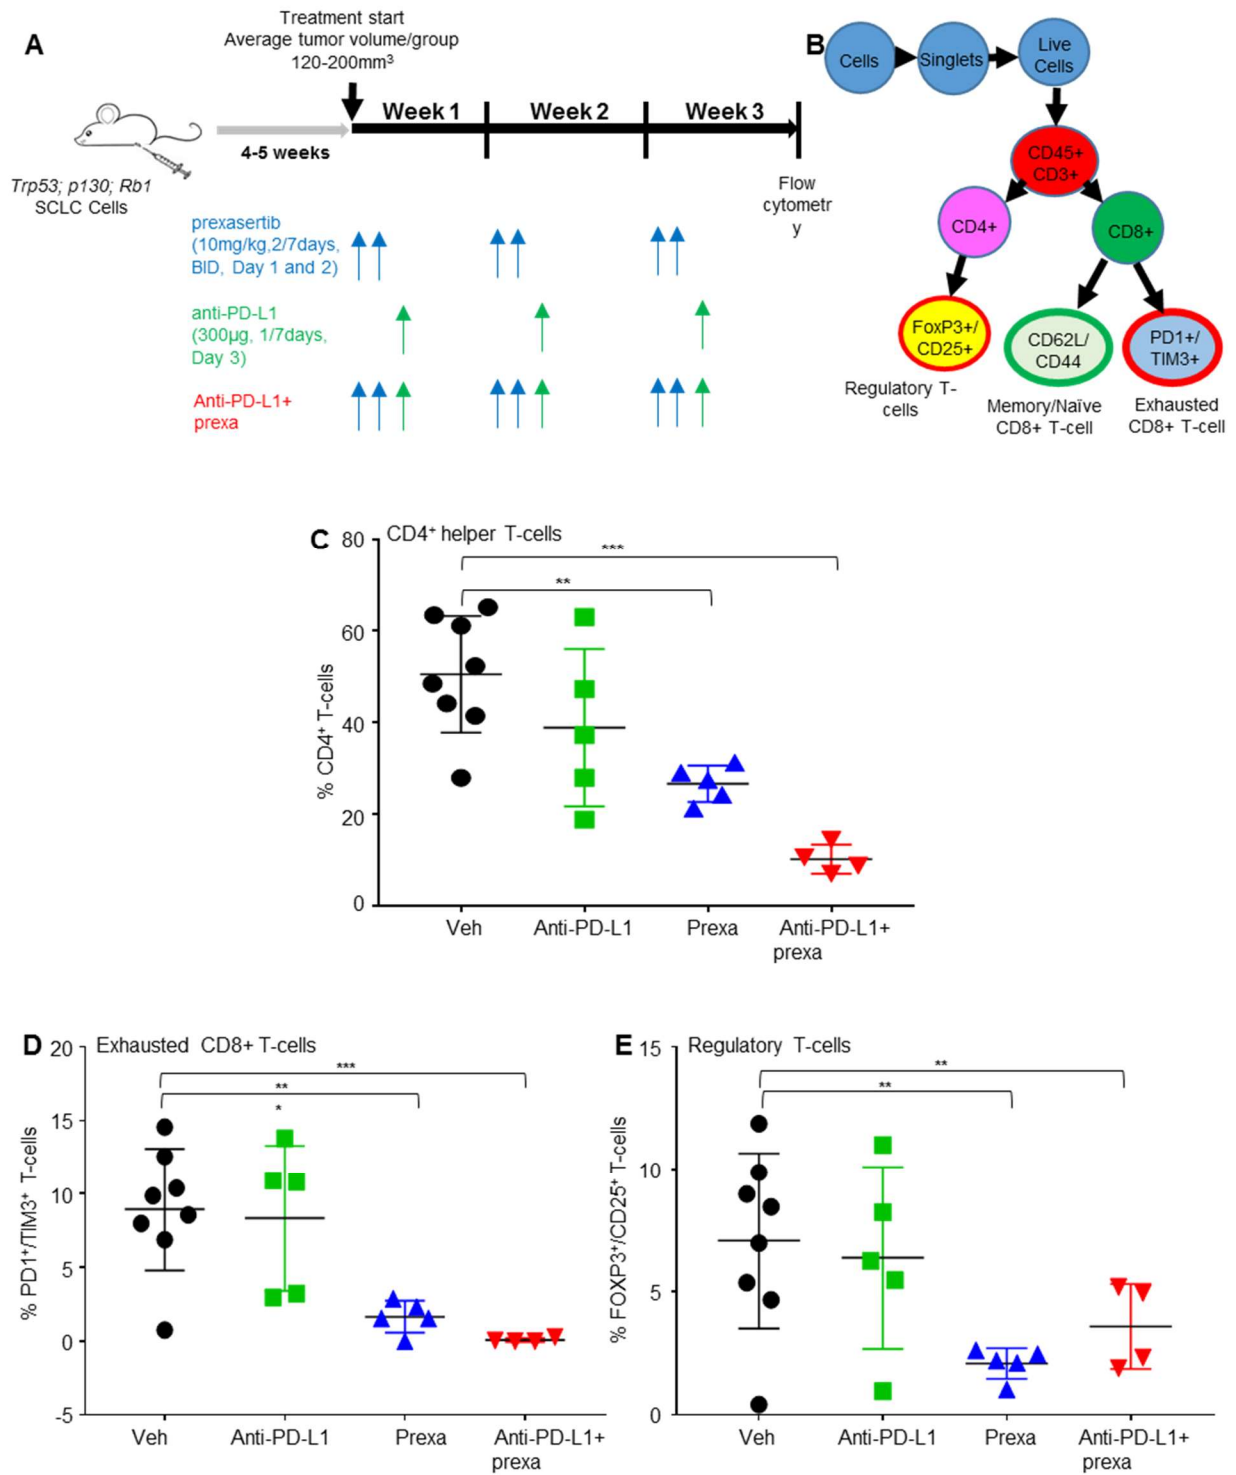 A
Treatment start
Average tumor volume/group
120-200mm³
Week 1
Week 2
Week 3
4-5 weeks
Trp53; p130; Rb1
SCLC Cells
Flow
cytometr
y
prexasertib
(10mg/kg,2/7days,
BID, Day 1 and 2)
anti-PD-L1
(300µg, 1/7days,
Day 3)
Anti-PD-L1+
prexa
B
Cells
Singlets
Live
Cells
CD45+
CD3+
CD4+
CD8+
FoxP3+/
CD25+
CD62L/
CD44
PD1+/
TIM3+
Regulatory T-
cells
Memory/Naïve
CD8+ T-cell
Exhausted
CD8+ T-cell
C
CD4⁺ helper T-cells
% CD4⁺ T-cells
80
60
40
20
0
***
**
Veh
Anti-PD-L1
Prexa
Anti-PD-L1+
prexa
D
Exhausted CD8+ T-cells
% PD1⁺/TIM3⁺ T-cells
20
15
10
5
0
-5
***
**
*
Veh
Anti-PD-L1
Prexa
Anti-PD-L1+
prexa
E
Regulatory T-cells
% FOXP3⁺/CD25⁺ T-cells
15
10
5
0
**
**
Veh
Anti-PD-L1
Prexa
Anti-PD-L1+
prexa